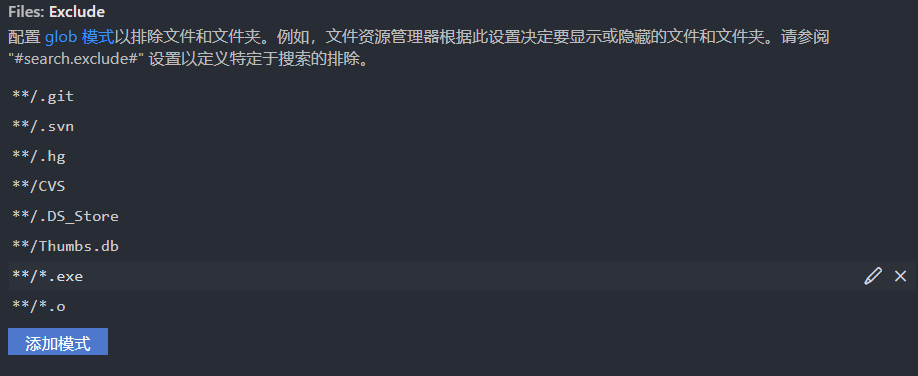 Files: Exclude
配置 glob 模式以排除文件和文件夹。例如，文件资源管理器根据此设置决定要显示或隐藏的文件和文件夹。请参阅
"#search.exclude#" 设置以定义特定于搜索的排除。
**/.git
**/.svn
**/.hg
**/CVS
**/.DS_Store
**/Thumbs.db
**/*.exe
**/*.o
添加模式